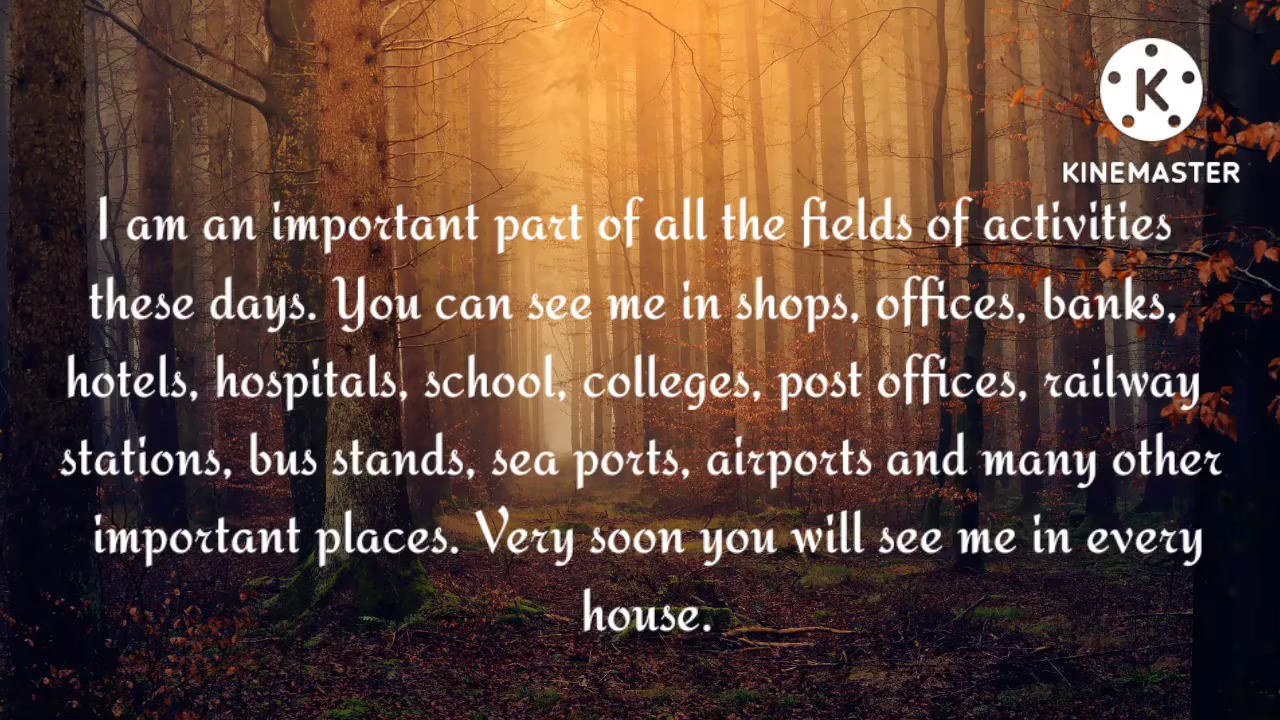 KINEMASTER
I am an important part of all the fields of activities
these days. You can see me in shops, offices, banks,
hotels, hospitals, school, colleges, post offices, railway
stations, bus stands, sea ports, airports and many other
important places. Very soon you will see me in every
house.